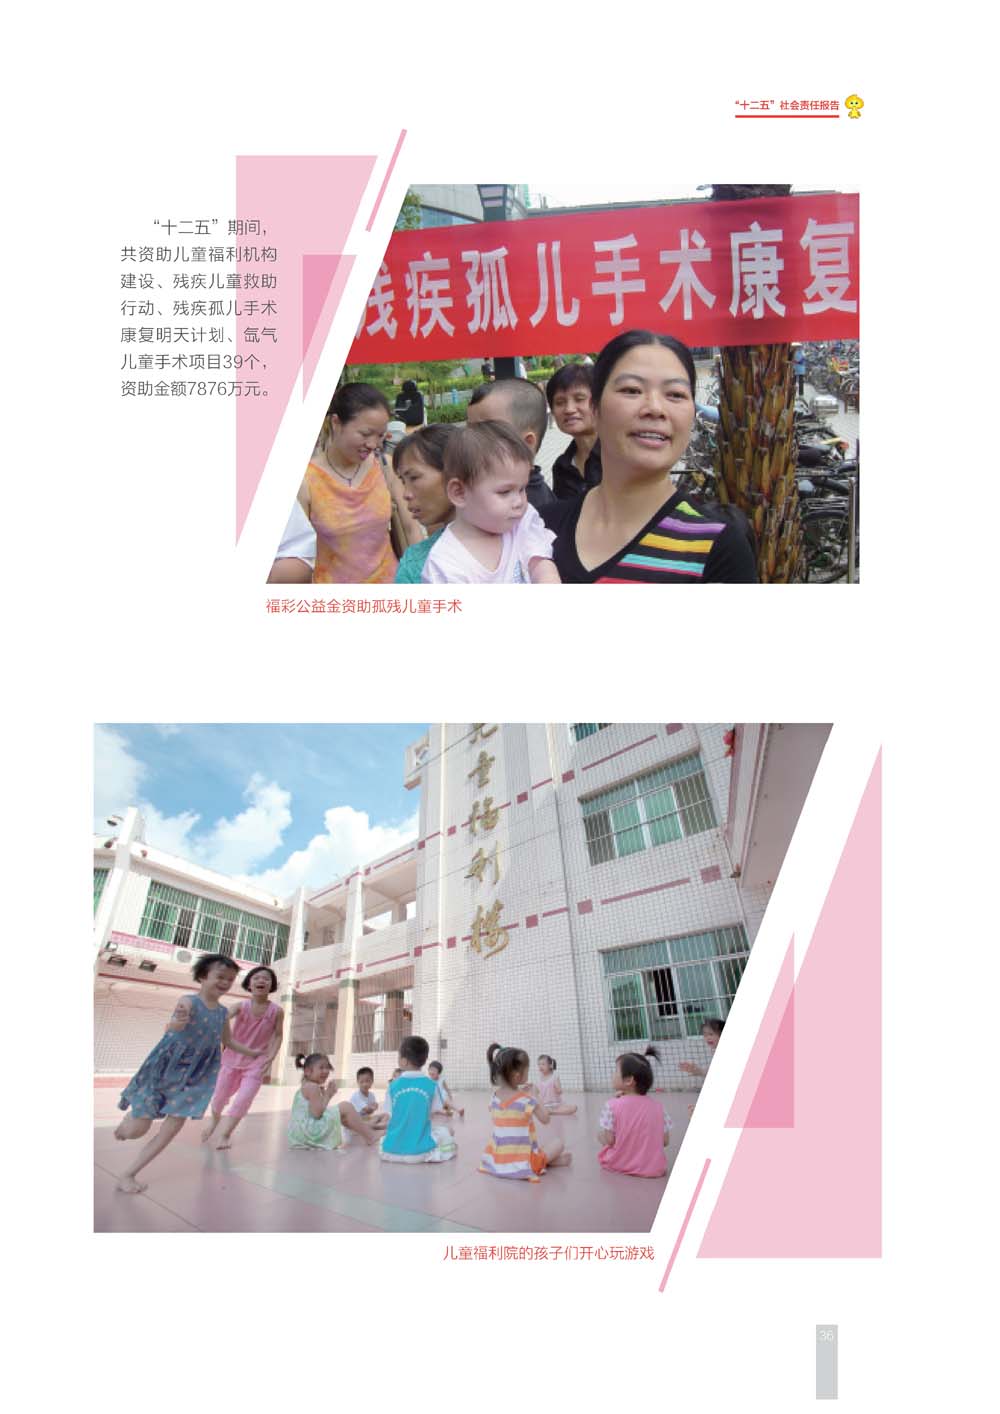 “十二五”社会责任报告
“十二五”期间，
共资助儿童福利机构
建设、残疾儿童救助
行动、残疾孤儿手术
康复明天计划、氙气
儿童手术项目39个，
资助金额7876万元。
残疾孤儿手术康复
福彩公益金资助孤残儿童手术
儿童福利楼
儿童福利院的孩子们开心玩游戏
36